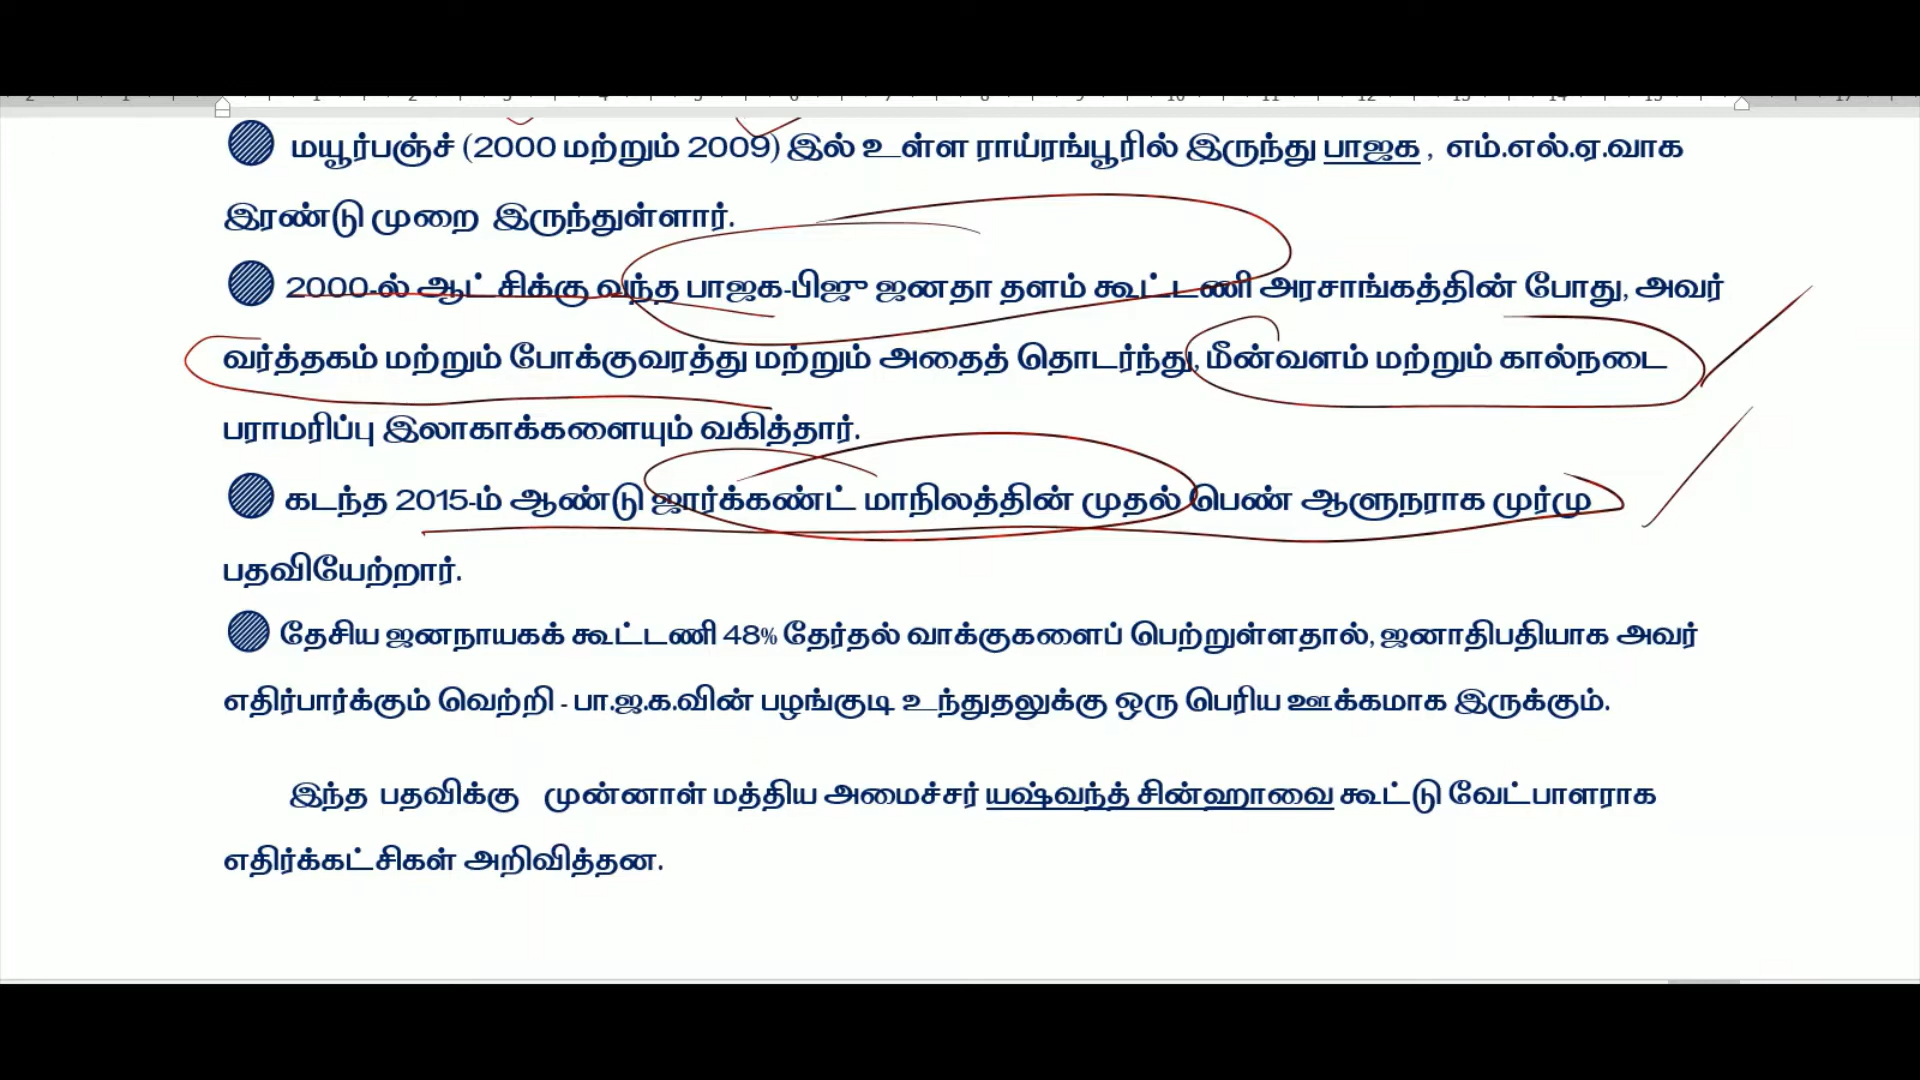 மயூர்பஞ்ச் (2000 மற்றும் 2009) இல் உள்ள ராய்ரங்பூரில் இருந்து பாஜக , எம்.எல்.ஏ.வாக
இரண்டு முறை இருந்துள்ளார்.
2000-ல் ஆட்சிக்கு வந்த பாஜக-பிஜு ஜனதா தளம் கூட்டணி அரசாங்கத்தின் போது, அவர்
வர்த்தகம் மற்றும் போக்குவரத்து மற்றும் அதைத் தொடர்ந்து, மீன்வளம் மற்றும் கால்நடை
பராமரிப்பு இலாகாக்களையும் வகித்தார்.
கடந்த 2015-ம் ஆண்டு ஜார்க்கண்ட் மாநிலத்தின் முதல் பெண் ஆளுநராக முர்மு
பதவியேற்றார்.
தேசிய ஜனநாயகக் கூட்டணி 48% தேர்தல் வாக்குகளைப் பெற்றுள்ளதால், ஜனாதிபதியாக அவர்
எதிர்பார்க்கும் வெற்றி - பா.ஜ.க.வின் பழங்குடி உந்துதலுக்கு ஒரு பெரிய ஊக்கமாக இருக்கும்.
இந்த பதவிக்கு முன்னாள் மத்திய அமைச்சர் யஷ்வந்த் சின்ஹாவை கூட்டு வேட்பாளராக
எதிர்க்கட்சிகள் அறிவித்தன.